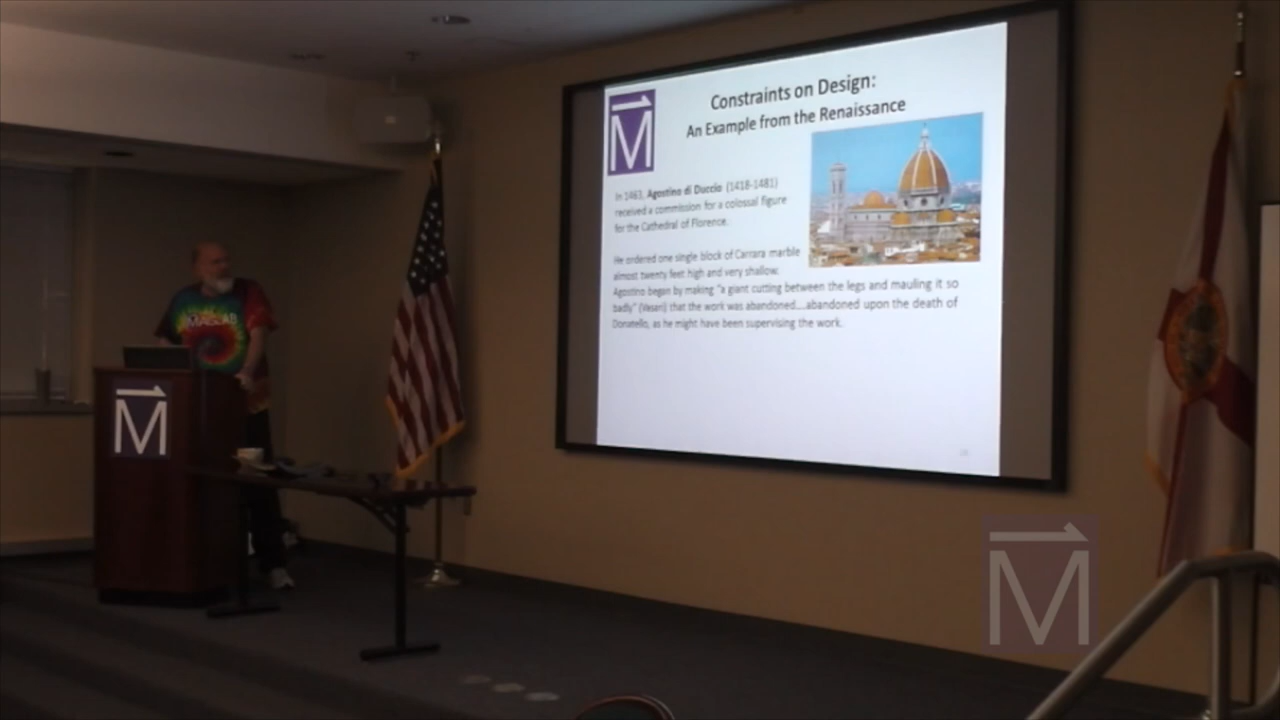 Constraints on Design:
An Example from the Renaissance
M
In 1463, Agostino di Duccio (1418-1481)
received a commission for a colossal figure
for the Cathedral of Florence.
He ordered one single block of Carrara marble
almost twenty feet high and very shallow.
Agostino began by making "a giant cutting between the legs and mauling it so
badly" (Vasari) that the work was abandoned....abandoned upon the death of
Donatello, as he might have been supervising the work.
M
M